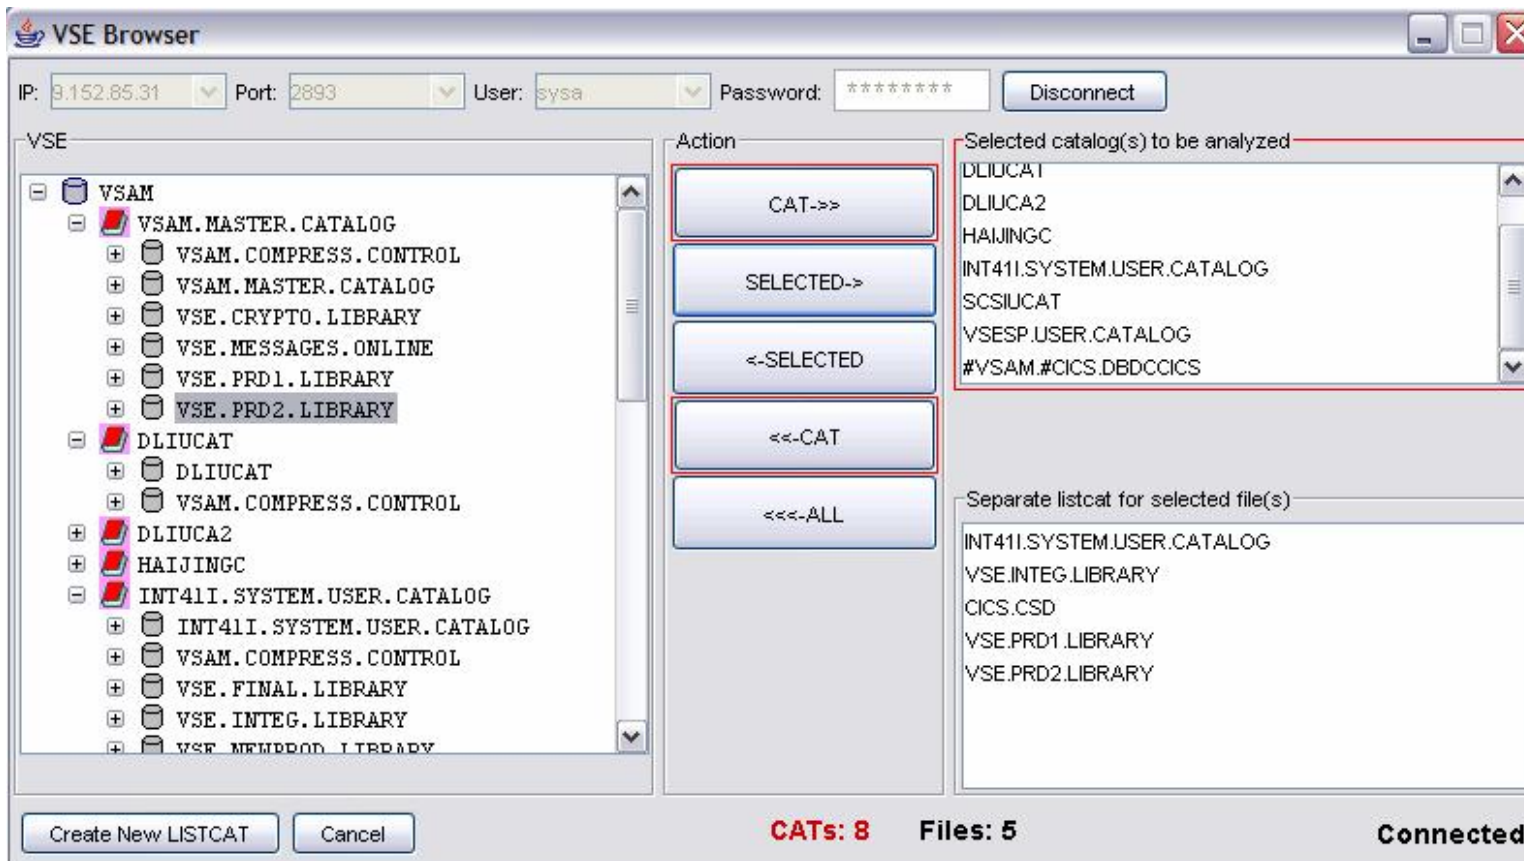 VSE Browser
IP: 9.152.85.31 Port: 2893 User: sysa Password: ******** Disconnect
VSE
VSAM
VSAM.MASTER.CATALOG
VSAM.COMPRESS.CONTROL
VSAM.MASTER.CATALOG
VSE.CRYPTO.LIBRARY
VSE.MESSAGES.ONLINE
VSE.PRD1.LIBRARY
VSE.PRD2.LIBRARY
DLIUCAT
DLIUCAT
VSAM.COMPRESS.CONTROL
DLIUCA2
HAIJINGC
INT41I.SYSTEM.USER.CATALOG
INT41I.SYSTEM.USER.CATALOG
VSAM.COMPRESS.CONTROL
VSE.FINAL.LIBRARY
VSE.INTEG.LIBRARY
VSE.NEWPROD.LIBRARY
Action
CAT->>
SELECTED->
<-SELECTED
<<-CAT
<<<-ALL
Selected catalog(s) to be analyzed
DLIUCAT
DLIUCA2
HAIJINGC
INT41I.SYSTEM.USER.CATALOG
SCSIUCAT
VSESP.USER.CATALOG
#VSAM.#CICS.DBDCCICS
Separate listcat for selected file(s)
INT41I.SYSTEM.USER.CATALOG
VSE.INTEG.LIBRARY
CICS.CSD
VSE.PRD1.LIBRARY
VSE.PRD2.LIBRARY
Create New LISTCAT Cancel CATs: 8 Files: 5 Connected